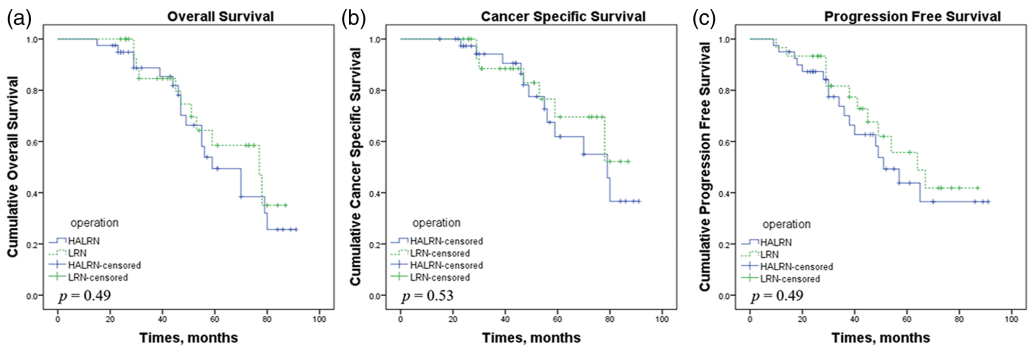 (a)
Overall Survival
Cumulative Overall Survival
1.0
0.8
0.6
0.4
0.2
0.0
operation
HALRN
LRN
HALRN-censored
LRN-censored
p = 0.49
0 20 40 60 80 100
Times, months
(b)
Cancer Specific Survival
Cumulative Cancer Specific Survival
1.0
0.8
0.6
0.4
0.2
0.0
operation
HALRN
LRN
HALRN-censored
LRN-censored
p = 0.53
0 20 40 60 80 100
Times, months
(c)
Progression Free Survival
Cumulative Progression Free Survival
1.0
0.8
0.6
0.4
0.2
0.0
operation
HALRN
LRN
HALRN-censored
LRN-censored
p = 0.49
0 20 40 60 80 100
Times, months